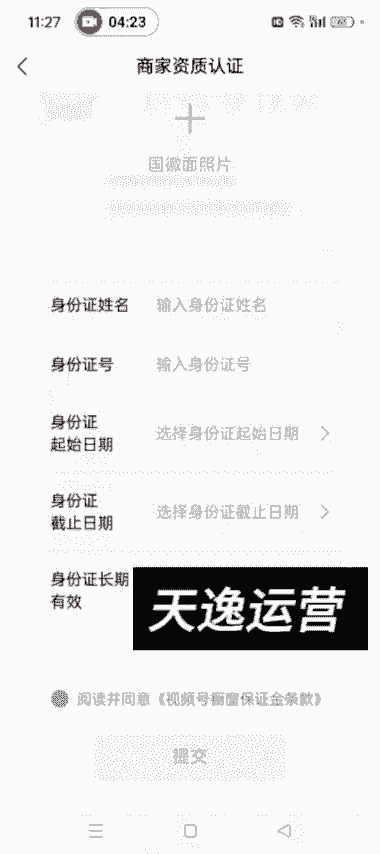 11:27
04:23
商家资质认证
国徽面照片
身份证姓名 输入身份证姓名
身份证号 输入身份证号
身份证
起始日期 选择身份证起始日期
身份证
截止日期 选择身份证截止日期
身份证长期
有效
天逸运营
阅读并同意《视频号橱窗保证金条款》
提交